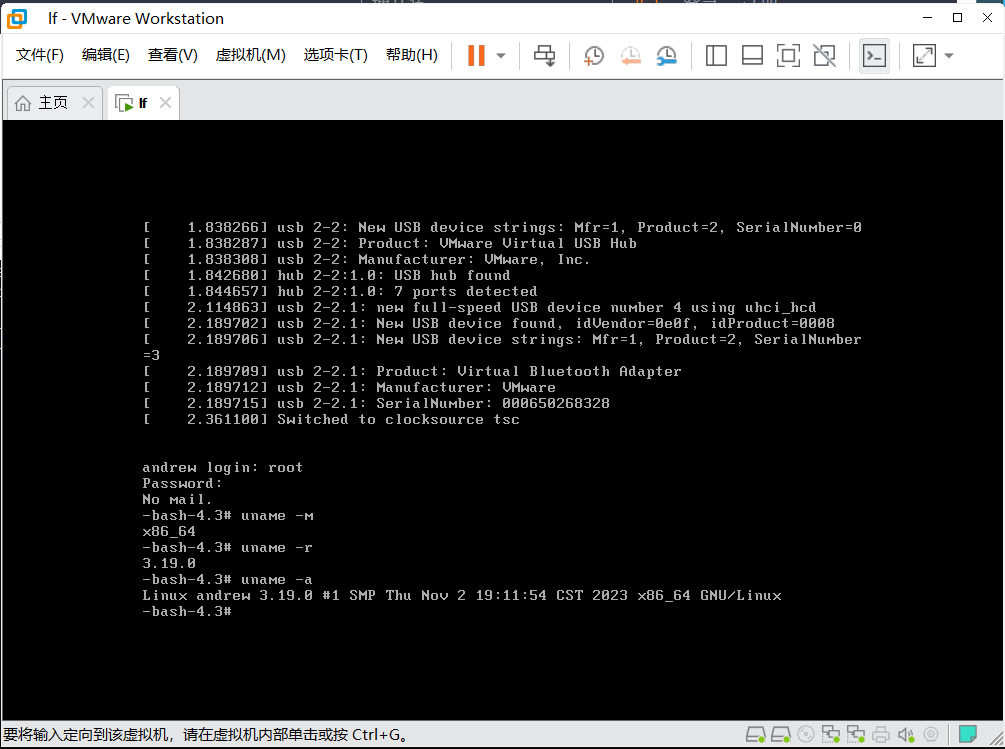 lf - VMware Workstation
文件(F) 编辑(E) 查看(V) 虚拟机(M) 选项卡(T) 帮助(H)
主页 lf
[    1.838266] usb 2-2: New USB device strings: Mfr=1, Product=2, SerialNumber=0
[    1.838287] usb 2-2: Product: VMware Virtual USB Hub
[    1.838308] usb 2-2: Manufacturer: VMware, Inc.
[    1.842680] hub 2-2:1.0: USB hub found
[    1.844657] hub 2-2:1.0: 7 ports detected
[    2.114863] usb 2-2.1: new full-speed USB device number 4 using uhci_hcd
[    2.189702] usb 2-2.1: New USB device found, idVendor=0e0f, idProduct=0008
[    2.189706] usb 2-2.1: New USB device strings: Mfr=1, Product=2, SerialNumber
=3
[    2.189709] usb 2-2.1: Product: Virtual Bluetooth Adapter
[    2.189712] usb 2-2.1: Manufacturer: VMware
[    2.189715] usb 2-2.1: SerialNumber: 000650268328
[    2.361100] Switched to clocksource tsc
andrew login: root
Password:
No mail.
-bash-4.3# uname -m
x86_64
-bash-4.3# uname -r
3.19.0
-bash-4.3# uname -a
Linux andrew 3.19.0 #1 SMP Thu Nov 2 19:11:54 CST 2023 x86_64 GNU/Linux
-bash-4.3#
要将输入定向到该虚拟机，请在虚拟机内部单击或按 Ctrl+G。